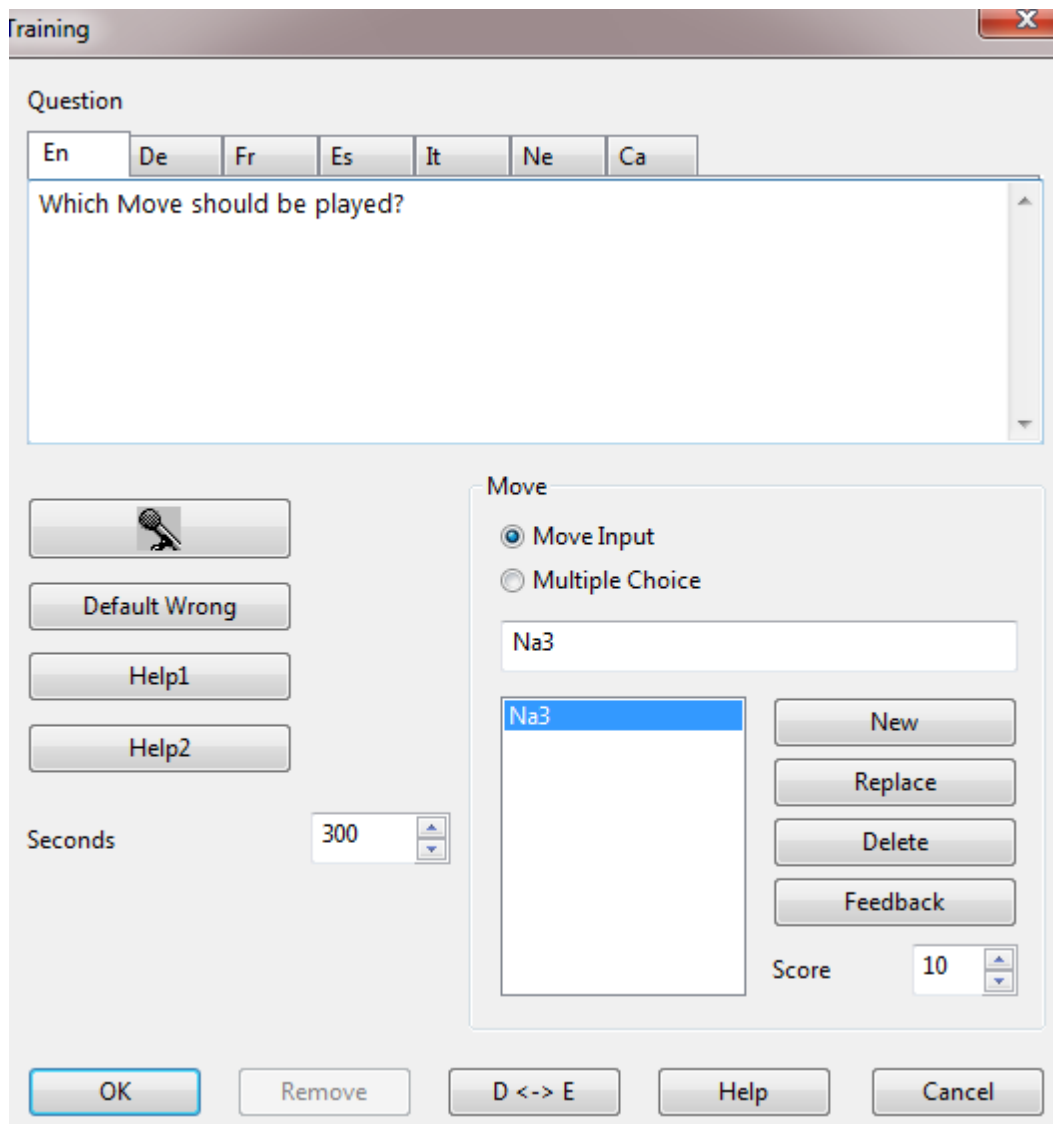 Training
Question
En De Fr Es It Ne Ca
Which Move should be played?
Move
Move Input
Multiple Choice
Default Wrong
Na3
Help1
Na3
New
Help2
Replace
Seconds 300
Delete
Feedback
Score 10
OK Remove D <-> E Help Cancel